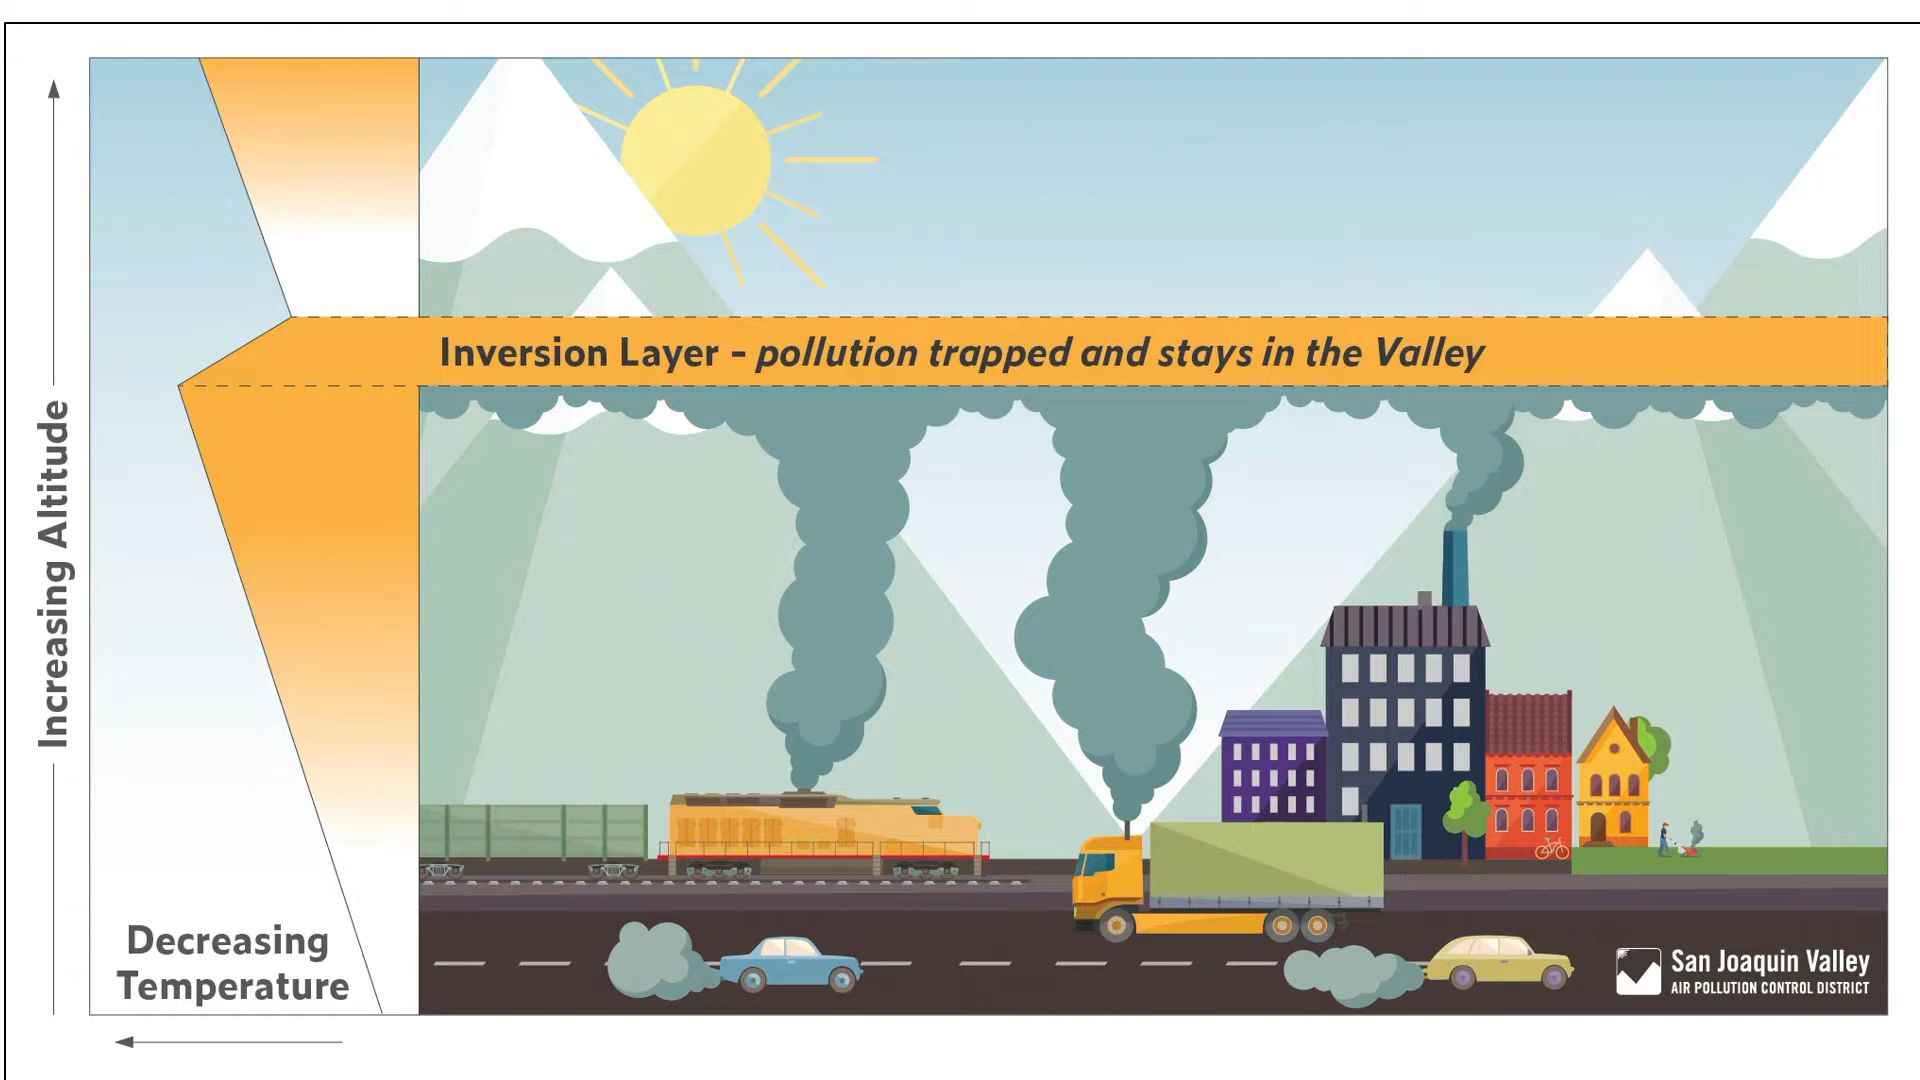 Increasing Altitude
Inversion Layer - pollution trapped and stays in the Valley
Decreasing
Temperature
San Joaquin Valley
AIR POLLUTION CONTROL DISTRICT